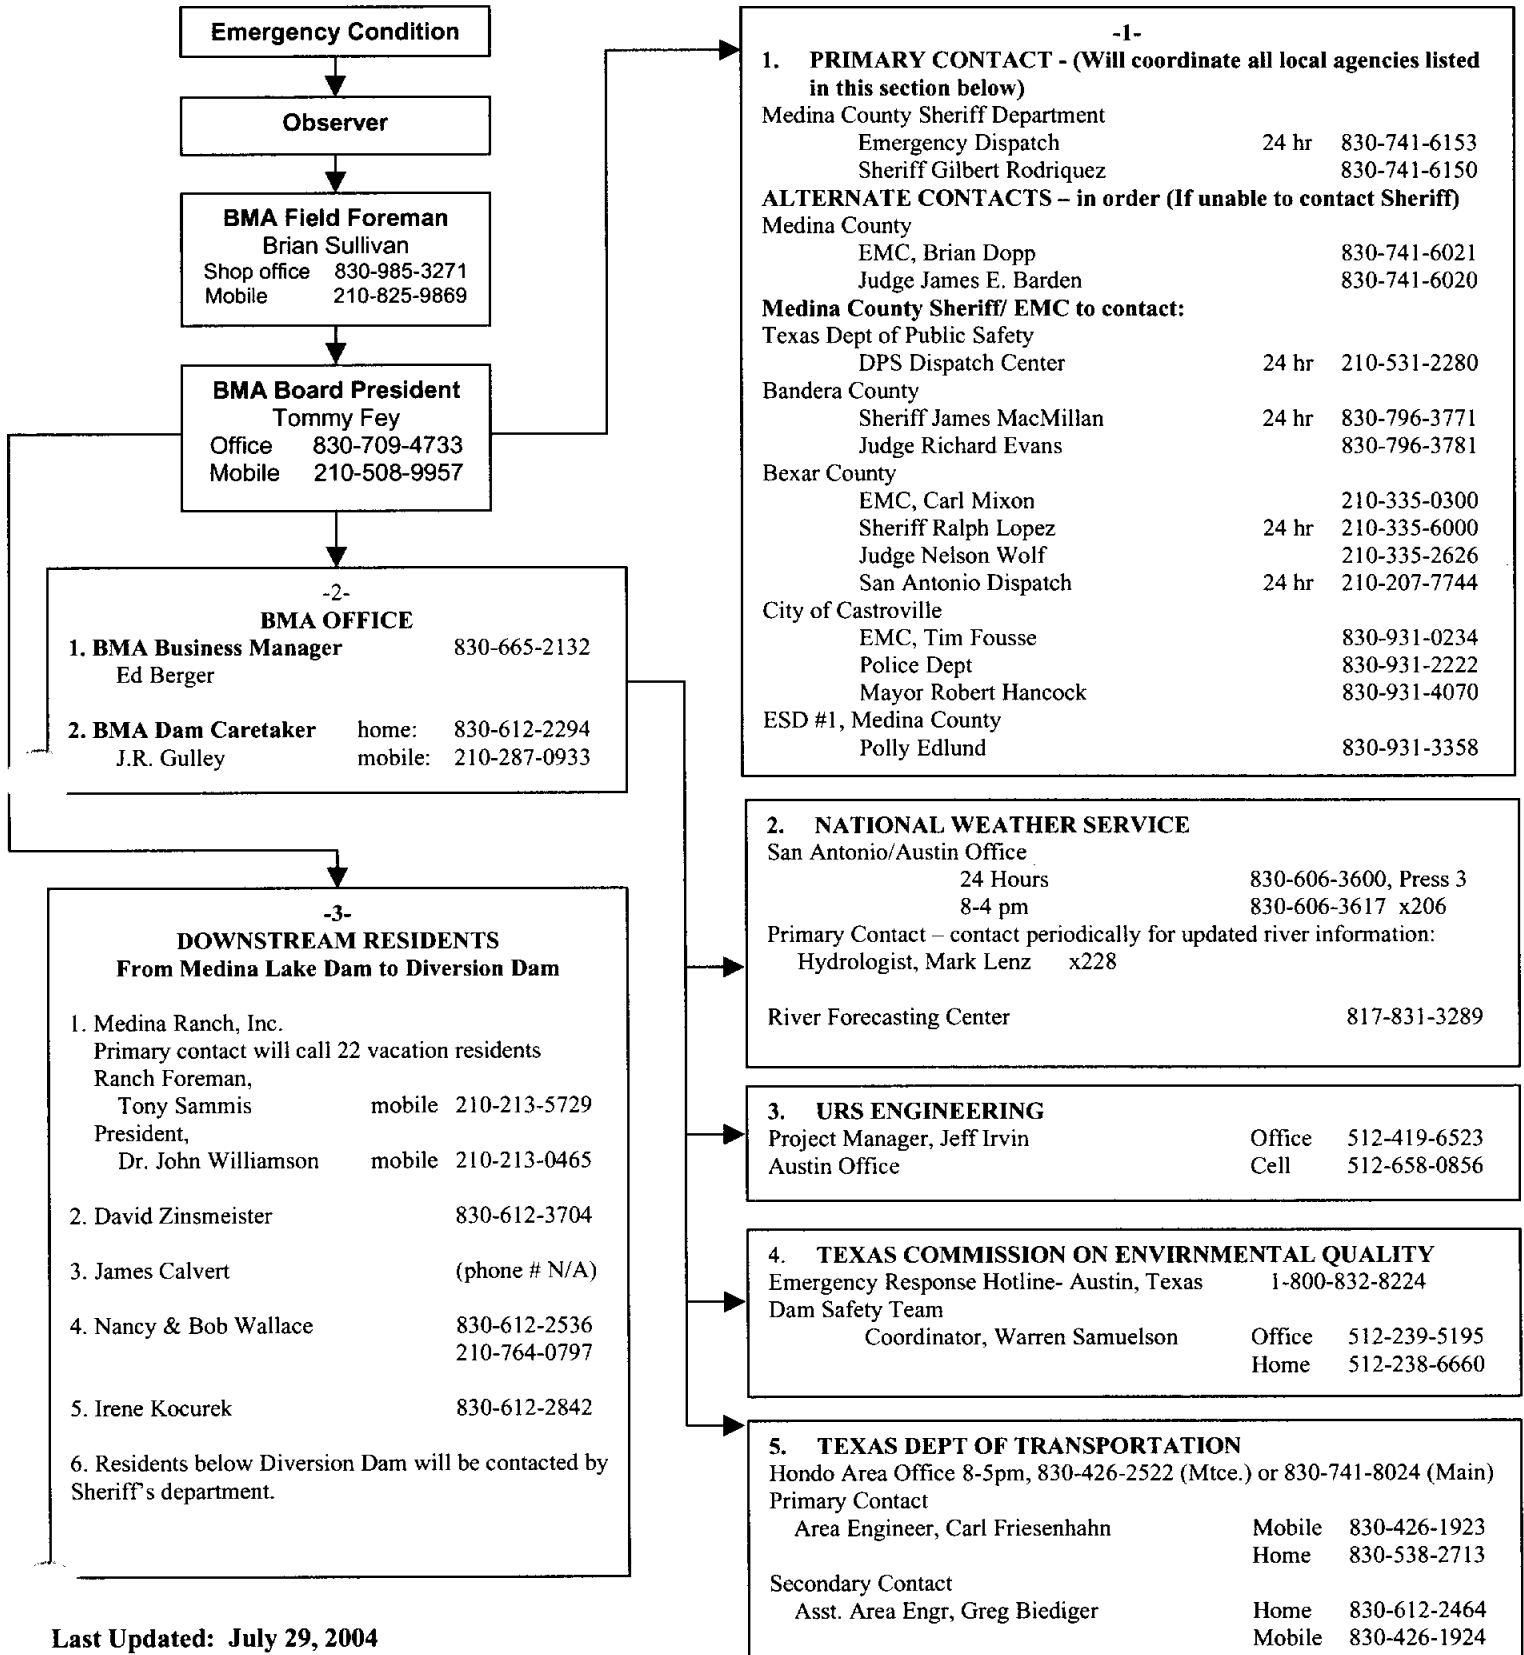 Emergency Condition
Observer
BMA Field Foreman
Brian Sullivan
Shop office 830-985-3271
Mobile 210-825-9869
BMA Board President
Tommy Fey
Office 830-709-4733
Mobile 210-508-9957
-1-
1. PRIMARY CONTACT - (Will coordinate all local agencies listed
in this section below)
Medina County Sheriff Department
Emergency Dispatch 24 hr 830-741-6153
Sheriff Gilbert Rodriquez 830-741-6150
ALTERNATE CONTACTS – in order (If unable to contact Sheriff)
Medina County
EMC, Brian Dopp 830-741-6021
Judge James E. Barden 830-741-6020
Medina County Sheriff/ EMC to contact:
Texas Dept of Public Safety
DPS Dispatch Center 24 hr 210-531-2280
Bandera County
Sheriff James MacMillan 24 hr 830-796-3771
Judge Richard Evans 830-796-3781
Bexar County
EMC, Carl Mixon 210-335-0300
Sheriff Ralph Lopez 24 hr 210-335-6000
Judge Nelson Wolf 210-335-2626
San Antonio Dispatch 24 hr 210-207-7744
City of Castroville
EMC, Tim Fousse 830-931-0234
Police Dept 830-931-2222
Mayor Robert Hancock 830-931-4070
ESD #1, Medina County
Polly Edlund 830-931-3358
-2-
BMA OFFICE
1. BMA Business Manager 830-665-2132
Ed Berger
2. BMA Dam Caretaker home: 830-612-2294
J.R. Gulley mobile: 210-287-0933
2. NATIONAL WEATHER SERVICE
San Antonio/Austin Office
24 Hours 830-606-3600, Press 3
8-4 pm 830-606-3617 x206
Primary Contact – contact periodically for updated river information:
Hydrologist, Mark Lenz x228
River Forecasting Center 817-831-3289
3. URS ENGINEERING
Project Manager, Jeff Irvin Office 512-419-6523
Austin Office Cell 512-658-0856
4. TEXAS COMMISSION ON ENVIRNMENTAL QUALITY
Emergency Response Hotline- Austin, Texas 1-800-832-8224
Dam Safety Team
Coordinator, Warren Samuelson Office 512-239-5195
Home 512-238-6660
5. TEXAS DEPT OF TRANSPORTATION
Hondo Area Office 8-5pm, 830-426-2522 (Mtce.) or 830-741-8024 (Main)
Primary Contact
Area Engineer, Carl Friesenhahn Mobile 830-426-1923
Home 830-538-2713
Secondary Contact
Asst. Area Engr, Greg Biediger Home 830-612-2464
Mobile 830-426-1924
-3-
DOWNSTREAM RESIDENTS
From Medina Lake Dam to Diversion Dam
1. Medina Ranch, Inc.
Primary contact will call 22 vacation residents
Ranch Foreman,
Tony Sammis mobile 210-213-5729
President,
Dr. John Williamson mobile 210-213-0465
2. David Zinsmeister 830-612-3704
3. James Calvert (phone # N/A)
4. Nancy & Bob Wallace 830-612-2536
210-764-0797
5. Irene Kocurek 830-612-2842
6. Residents below Diversion Dam will be contacted by
Sheriff's department.
Last Updated: July 29, 2004